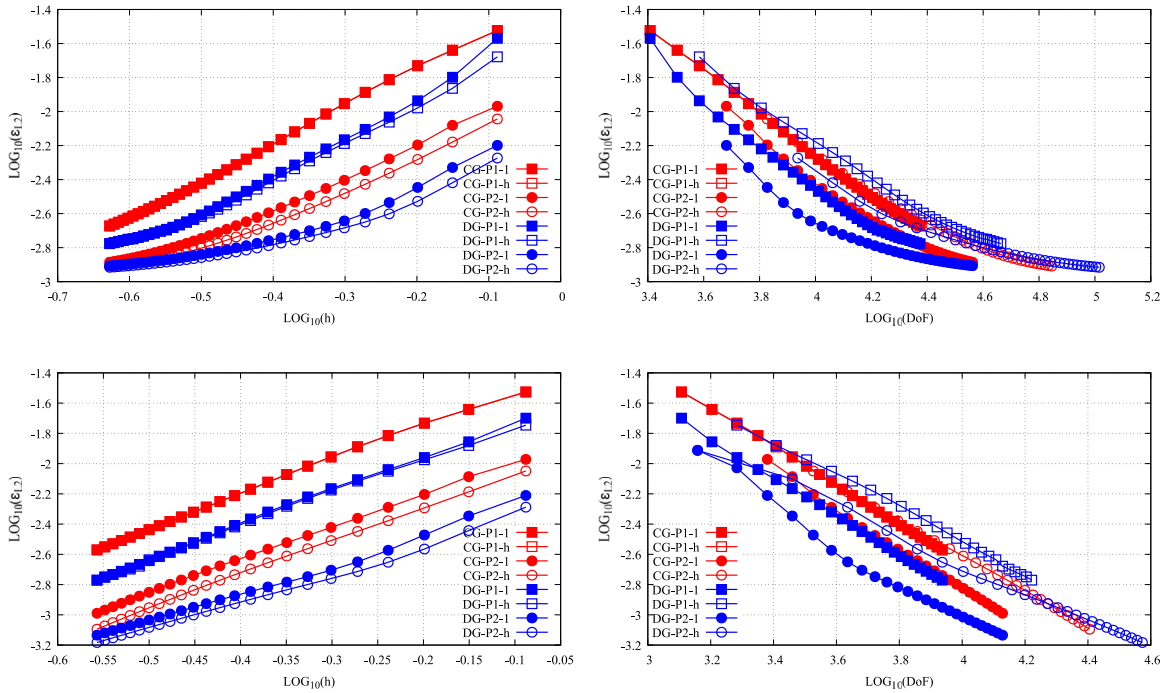 -1.4
-1.6
-1.8
-2
-2.2
-2.4
-2.6
-2.8
-3
LOG10(ε1.2)
-0.7
-0.6
-0.5
-0.4
-0.3
-0.2
-0.1
0
LOG10(h)
CG-P1-1
CG-P1-h
CG-P2-1
CG-P2-h
DG-P1-1
DG-P1-h
DG-P2-1
DG-P2-h
-1.4
-1.8
-2.2
-2.6
-3
LOG10(ε1.2)
3.4
3.6
3.8
4
4.2
4.4
4.6
4.8
5
5.2
LOG10(DoF)
CG-P1-1
CG-P1-h
CG-P2-1
CG-P2-h
DG-P1-1
DG-P1-h
DG-P2-1
DG-P2-h
-1.4
-1.6
-1.8
-2
-2.2
-2.4
-2.6
-2.8
-3
-3.2
LOG10(ε1.2)
-0.6
-0.55
-0.5
-0.45
-0.4
-0.35
-0.3
-0.25
-0.2
-0.15
-0.1
-0.05
LOG10(h)
CG-P1-1
CG-P1-h
CG-P2-1
CG-P2-h
DG-P1-1
DG-P1-h
DG-P2-1
DG-P2-h
-1.4
-1.6
-1.8
-2
-2.2
-2.4
-2.6
-2.8
-3
-3.2
LOG10(ε1.2)
3
3.2
3.4
3.6
3.8
4
4.2
4.4
4.6
LOG10(DoF)
CG-P1-1
CG-P1-h
CG-P2-1
CG-P2-h
DG-P1-1
DG-P1-h
DG-P2-1
DG-P2-h